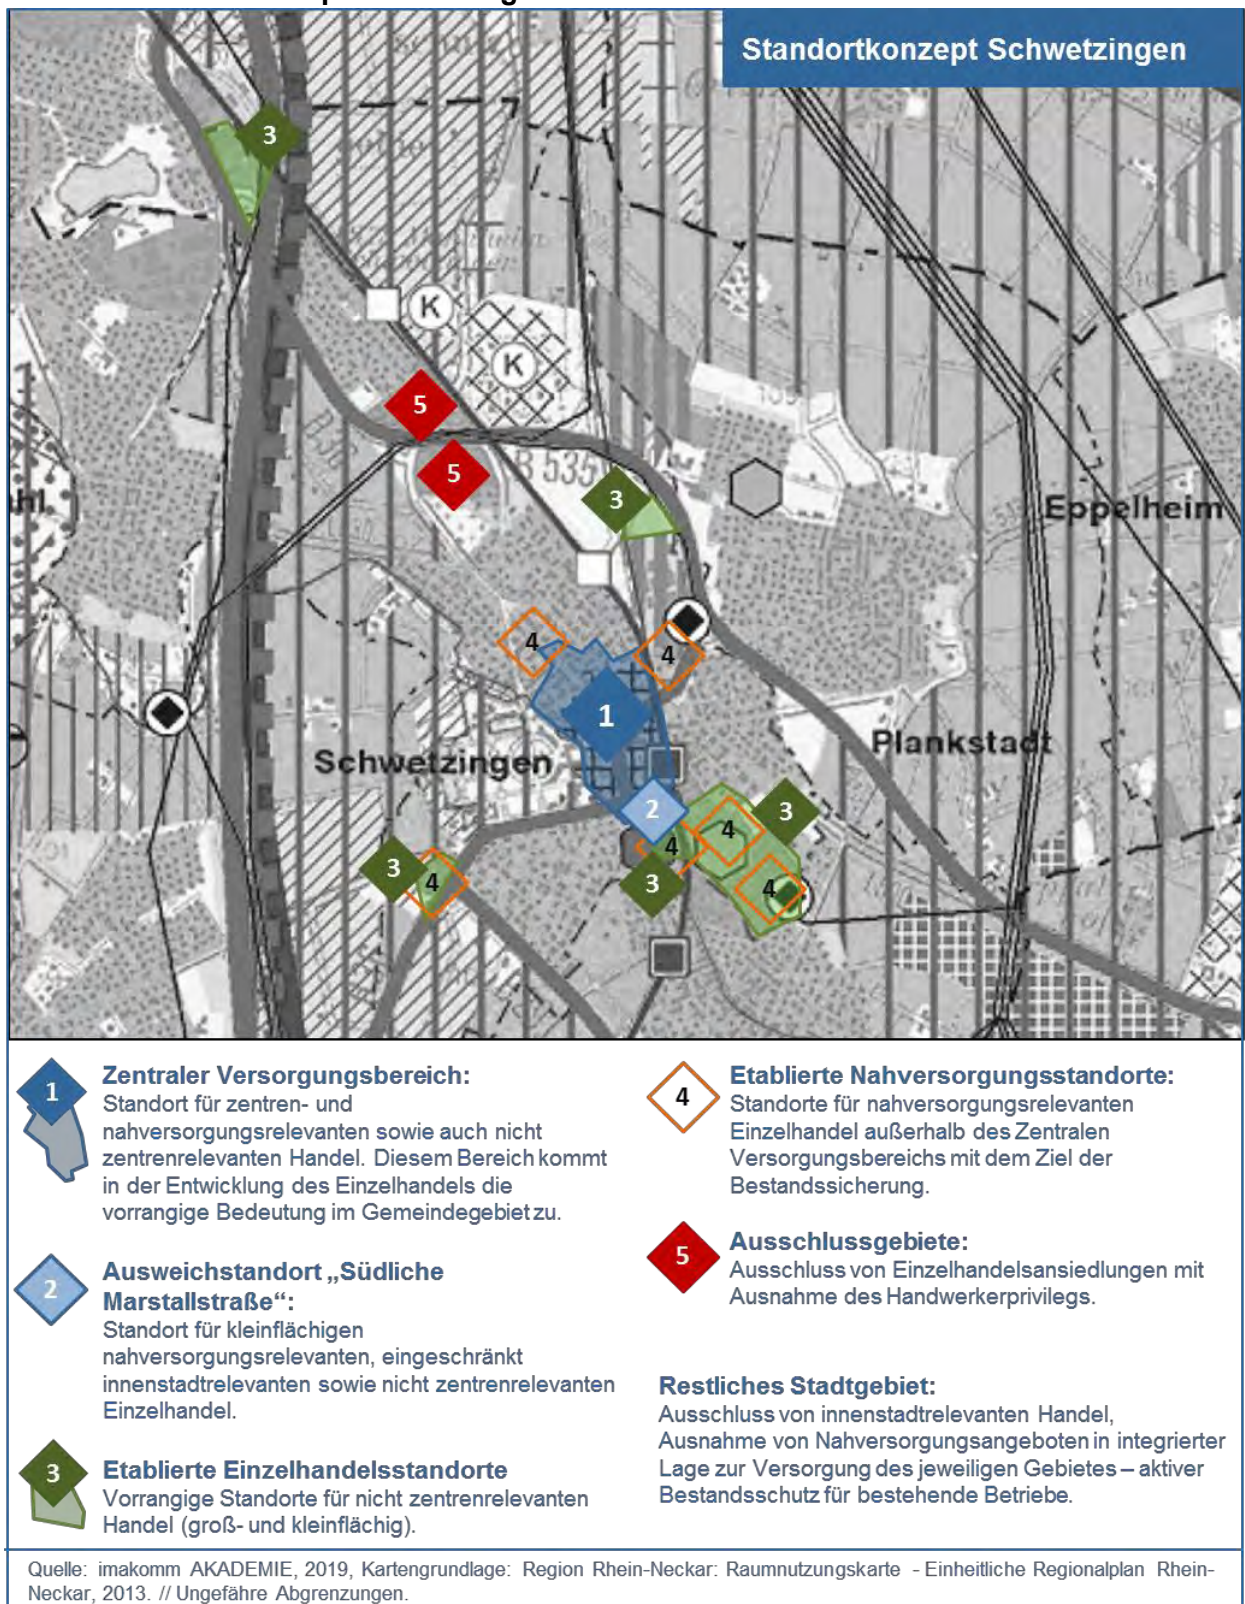 Standortkonzept Schwetzingen
3
K
K
5
5
B 535
3
Eppelheim
4
4
1
Schwetzingen
Plankstadt
2
3
4
4
3
4
3
4
1
Zentraler Versorgungsbereich:
Standort für zentren- und
nahversorgungsrelevanten sowie auch nicht
zentrenrelevanten Handel. Diesem Bereich kommt
in der Entwicklung des Einzelhandels die
vorrangige Bedeutung im Gemeindegebiet zu.
2
Ausweichstandort „Südliche
Marstallstraße“:
Standort für kleinflächigen
nahversorgungsrelevanten, eingeschränkt
innenstadtrelevanten sowie nicht zentrenrelevanten
Einzelhandel.
3
Etablierte Einzelhandelsstandorte
Vorrangige Standorte für nicht zentrenrelevanten
Handel (groß- und kleinflächig).
4
Etablierte Nahversorgungsstandorte:
Standorte für nahversorgungsrelevanten
Einzelhandel außerhalb des Zentralen
Versorgungsbereichs mit dem Ziel der
Bestandssicherung.
5
Ausschlussgebiete:
Ausschluss von Einzelhandelsansiedlungen mit
Ausnahme des Handwerkerprivilegs.
Restliches Stadtgebiet:
Ausschluss von innenstadtrelevanten Handel,
Ausnahme von Nahversorgungsangeboten in integrierter
Lage zur Versorgung des jeweiligen Gebietes – aktiver
Bestandsschutz für bestehende Betriebe.
Quelle: imakomm AKADEMIE, 2019, Kartengrundlage: Region Rhein-Neckar: Raumnutzungskarte - Einheitliche Regionalplan Rhein-
Neckar, 2013. // Ungefähre Abgrenzungen.